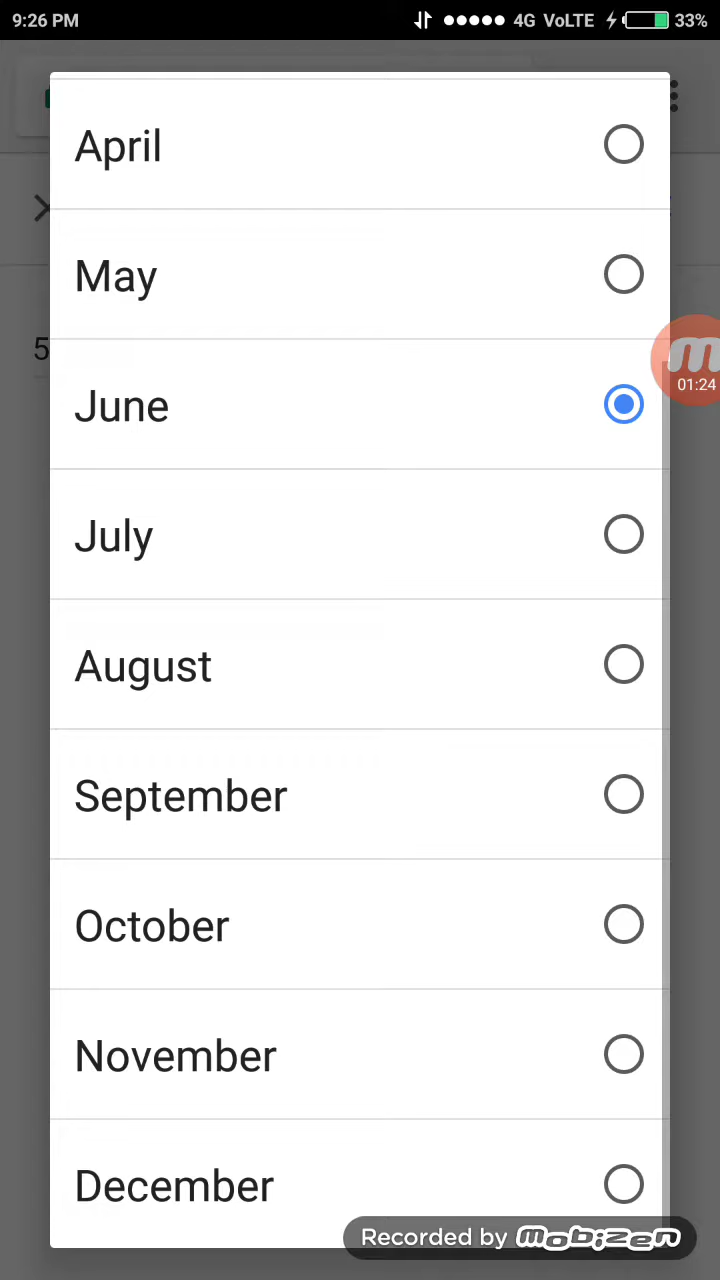 9:26 PM 4G VoLTE 33%
April
May
5
June
01:24
July
August
September
October
November
December
Recorded by mobizen